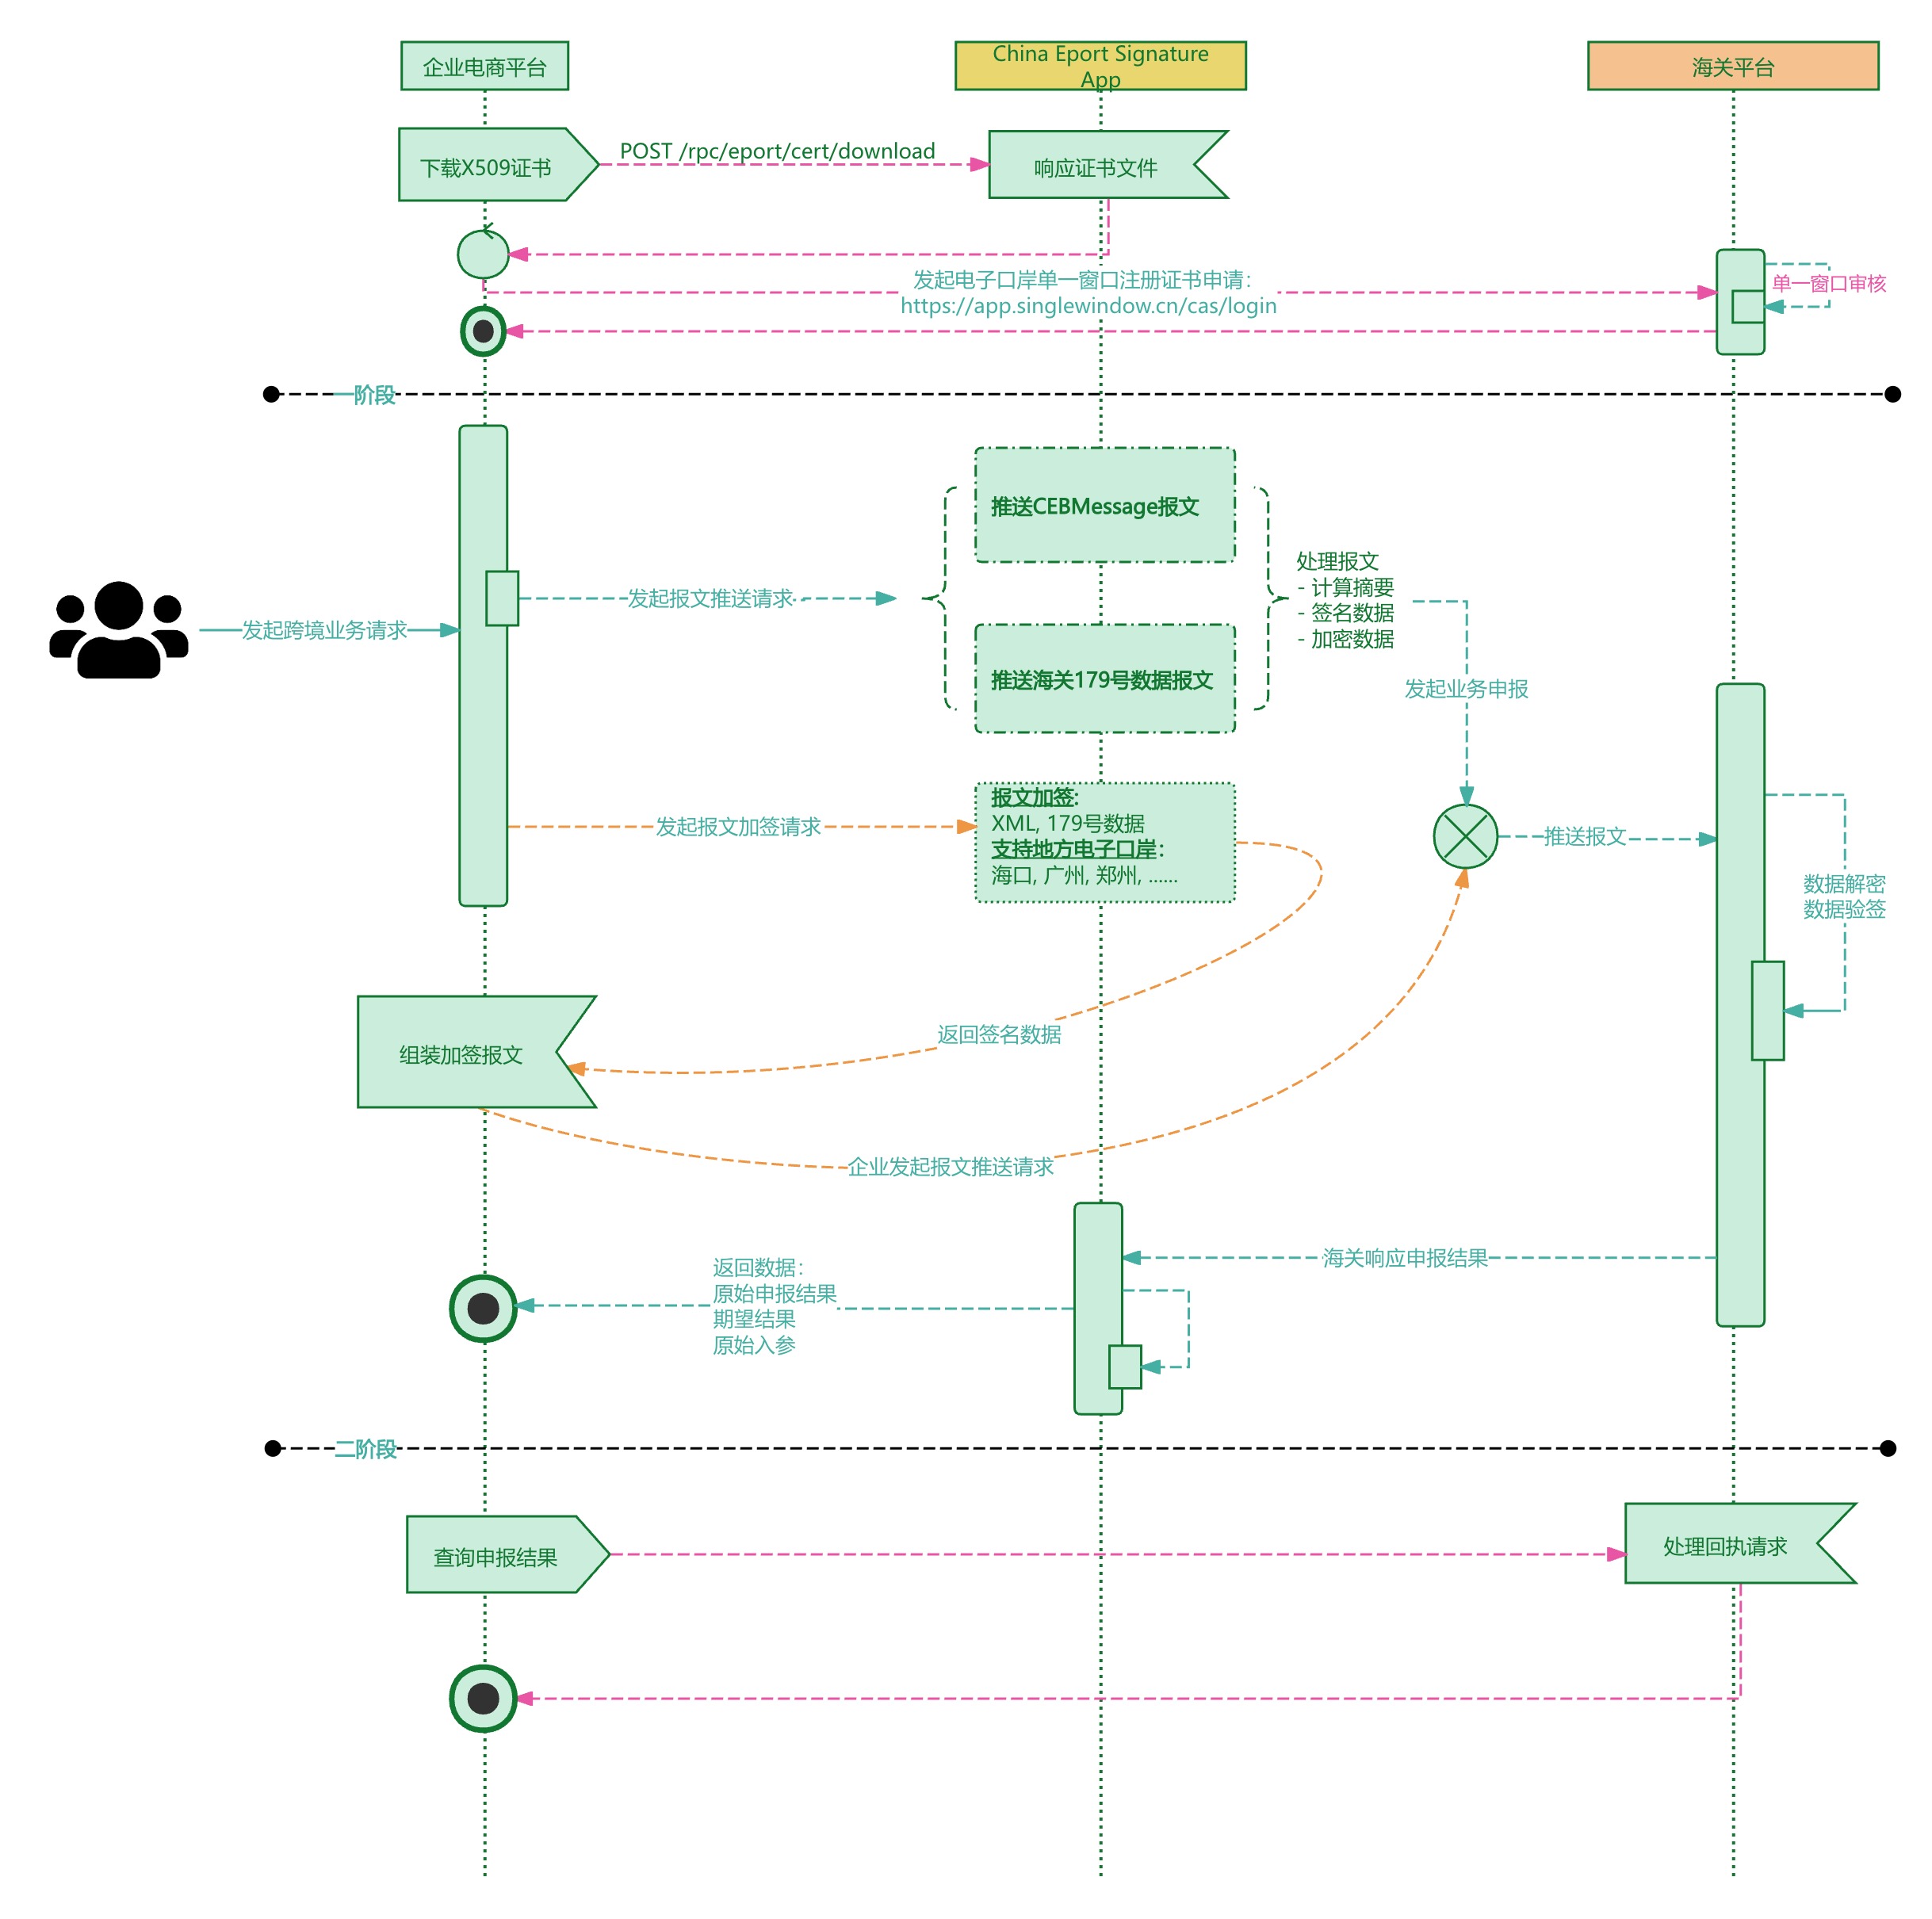 企业电商平台
China Eport Signature
App
海关平台
下载X509证书
POST /rpc/eport/cert/download
响应证书文件
发起电子口岸单一窗口注册证书申请：
https://app.singlewindow.cn/cas/login
单一窗口审核
一阶段
推送CEBMessage报文
处理报文
- 计算摘要
- 签名数据
- 加密数据
发起报文推送请求
发起跨境业务请求
推送海关179号数据报文
发起业务申报
报文加签:
XML, 179号数据
支持地方电子口岸：
海口, 广州, 郑州, ......
发起报文加签请求
推送报文
数据解密
数据验签
返回签名数据
组装加签报文
企业发起报文推送请求
海关响应申报结果
返回数据：
原始申报结果
期望结果
原始入参
二阶段
查询申报结果
处理回执请求